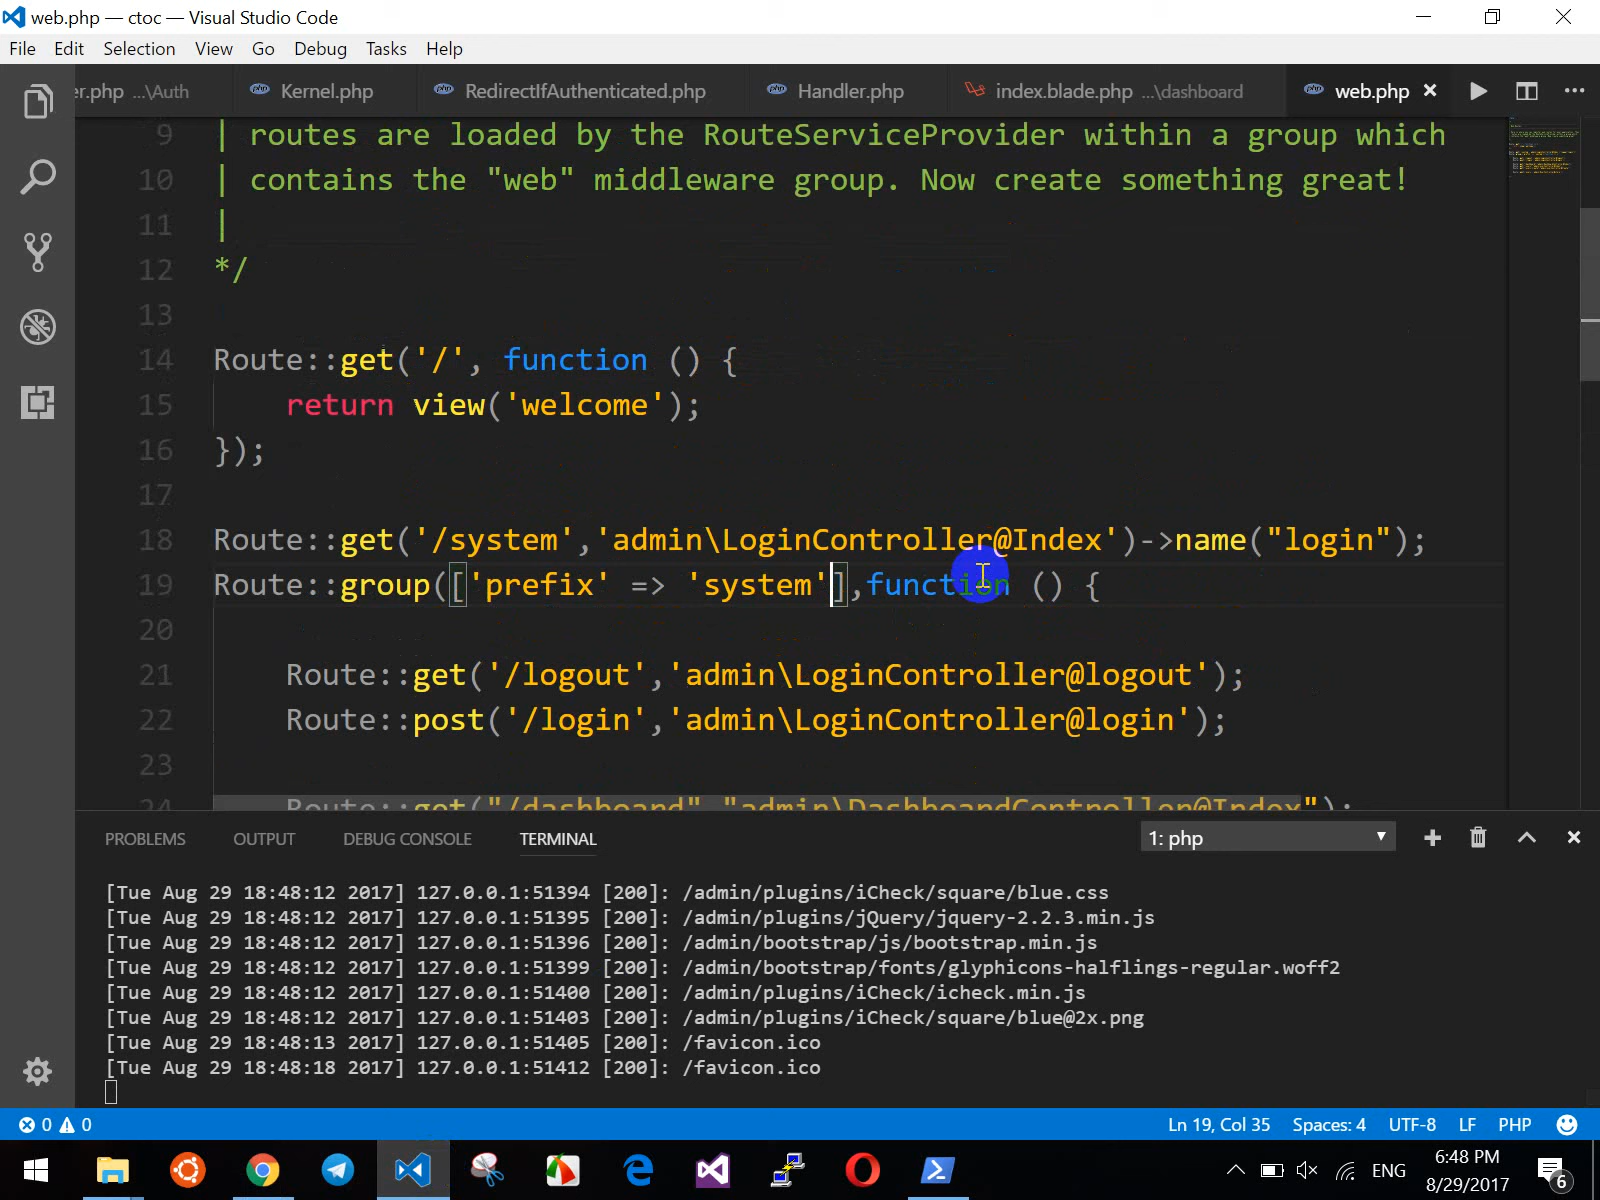 web.php — ctoc — Visual Studio Code
File Edit Selection View Go Debug Tasks Help
er.php ...\Auth Kernel.php RedirectIfAuthenticated.php Handler.php index.blade.php ...\dashboard web.php
9 | routes are loaded by the RouteServiceProvider within a group which
10 | contains the "web" middleware group. Now create something great!
11 |
12 */
13
14 Route::get('/', function () {
15 return view('welcome');
16 });
17
18 Route::get('/system','admin\LoginController@Index')->name("login");
19 Route::group(['prefix' => 'system'],function () {
20
21 Route::get('/logout','admin\LoginController@logout');
22 Route::post('/login','admin\LoginController@login');
23
24 Route::get("/dashboard","admin\DashboardController@Index");
PROBLEMS OUTPUT DEBUG CONSOLE TERMINAL 1: php
[Tue Aug 29 18:48:12 2017] 127.0.0.1:51394 [200]: /admin/plugins/iCheck/square/blue.css
[Tue Aug 29 18:48:12 2017] 127.0.0.1:51395 [200]: /admin/plugins/jQuery/jquery-2.2.3.min.js
[Tue Aug 29 18:48:12 2017] 127.0.0.1:51396 [200]: /admin/bootstrap/js/bootstrap.min.js
[Tue Aug 29 18:48:12 2017] 127.0.0.1:51399 [200]: /admin/bootstrap/fonts/glyphicons-halflings-regular.woff2
[Tue Aug 29 18:48:12 2017] 127.0.0.1:51400 [200]: /admin/plugins/iCheck/icheck.min.js
[Tue Aug 29 18:48:12 2017] 127.0.0.1:51403 [200]: /admin/plugins/iCheck/square/blue@2x.png
[Tue Aug 29 18:48:13 2017] 127.0.0.1:51405 [200]: /favicon.ico
[Tue Aug 29 18:48:18 2017] 127.0.0.1:51412 [200]: /favicon.ico
0 0 Ln 19, Col 35 Spaces: 4 UTF-8 LF PHP
ENG 6:48 PM
8/29/2017 6